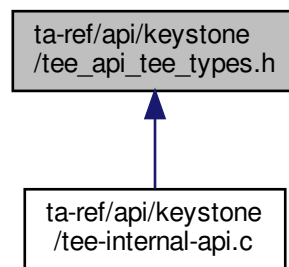 ta-ref/api/keystone
/tee_api_tee_types.h
ta-ref/api/keystone
/tee-internal-api.c